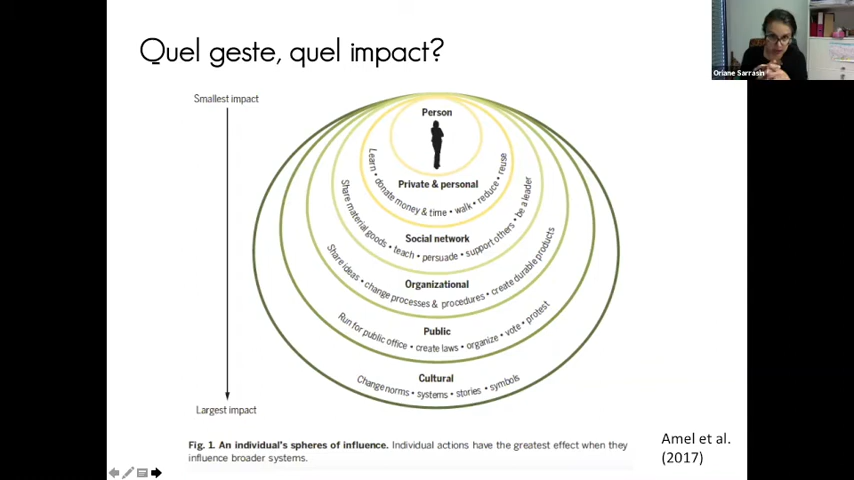 Quel geste, quel impact?
Oriane Sarrasin
Smallest impact
Person
Learn • donate money & time • walk • reduce • reuse
Private & personal
Share material goods • teach • persuade • support others • be a leader
Social network
Share ideas • change processes & procedures • create durable products
Organizational
Run for public office • create laws • organize • vote • protest
Public
Change norms • systems • stories • symbols
Cultural
Largest impact
Fig. 1. An individual's spheres of influence. Individual actions have the greatest effect when they
influence broader systems.
Amel et al.
(2017)